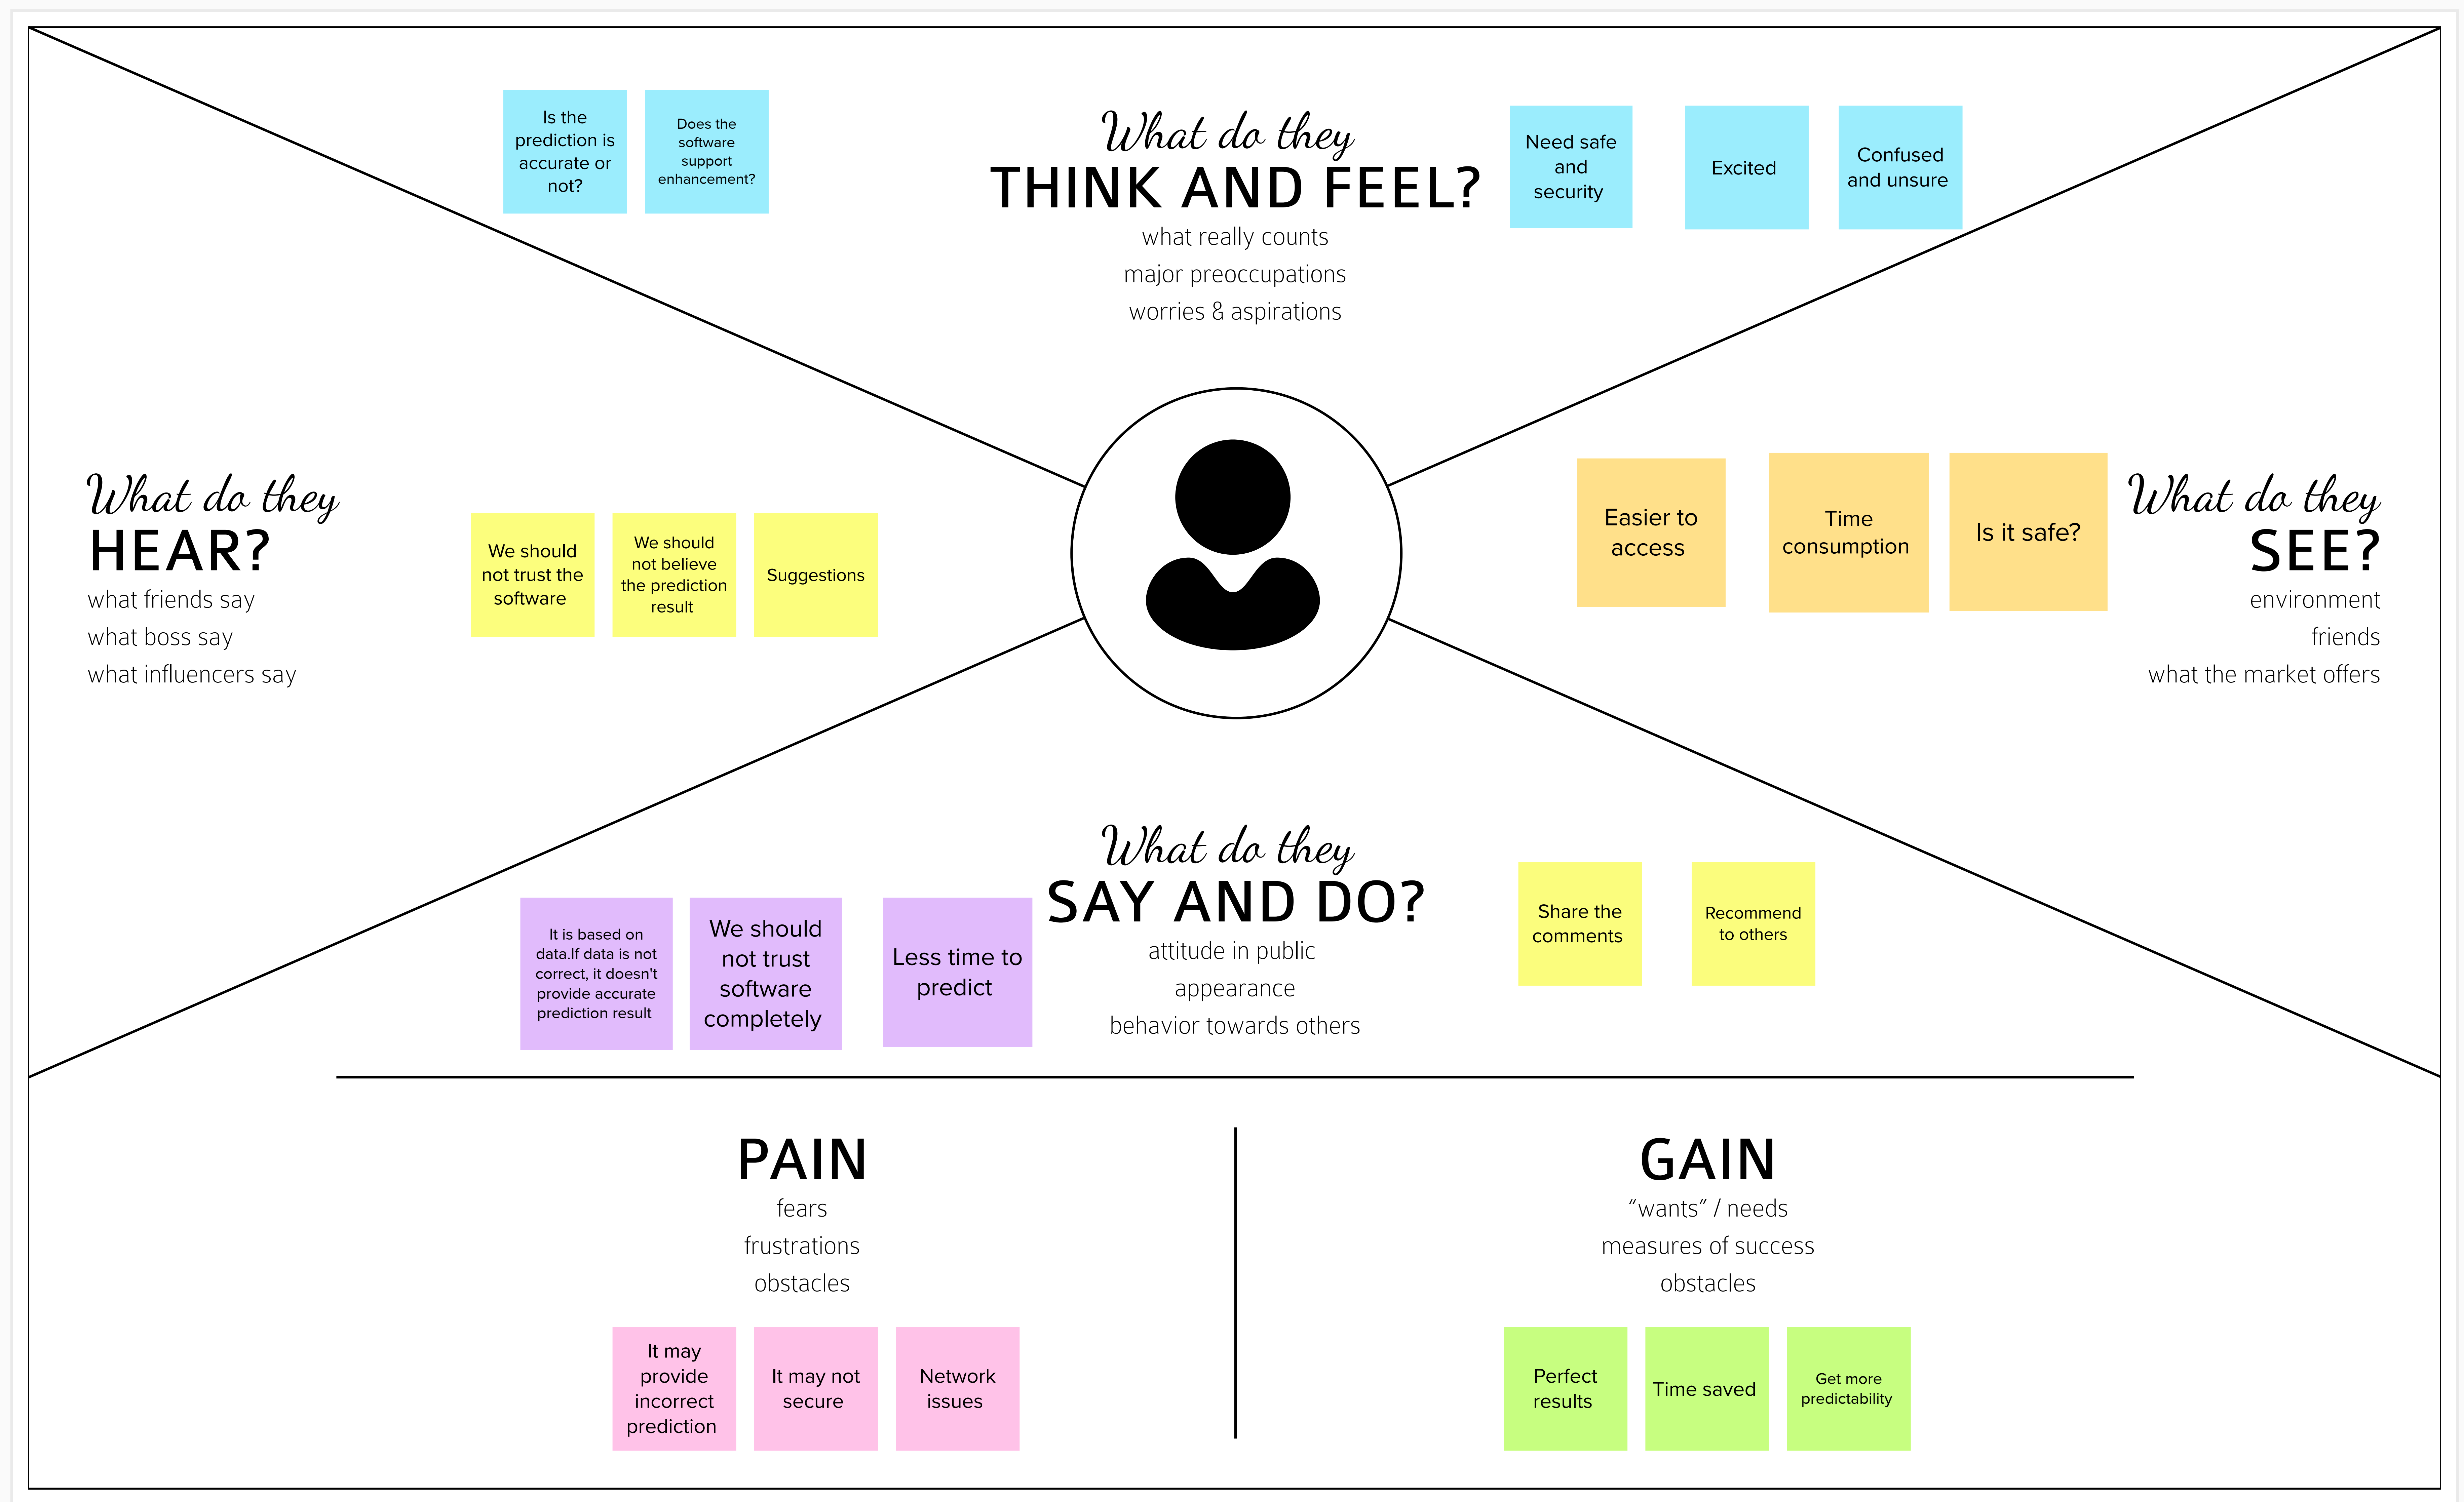 Is the
prediction is
accurate or
not?
Does the
software
support
enhancement?
What do they
THINK AND FEEL?
what really counts
major preoccupations
worries & aspirations
Need safe
and
security
Excited
Confused
and unsure
What do they
HEAR?
what friends say
what boss say
what influencers say
We should
not trust the
software
We should
not believe
the prediction
result
Suggestions
Easier to
access
Time
consumption
Is it safe?
What do they
SEE?
environment
friends
what the market offers
What do they
SAY AND DO?
attitude in public
appearance
behavior towards others
It is based on
data.If data is not
correct, it doesn't
provide accurate
prediction result
We should
not trust
software
completely
Less time to
predict
Share the
comments
Recommend
to others
PAIN
fears
frustrations
obstacles
It may
provide
incorrect
prediction
It may not
secure
Network
issues
GAIN
“wants” / needs
measures of success
obstacles
Perfect
results
Time saved
Get more
predictability